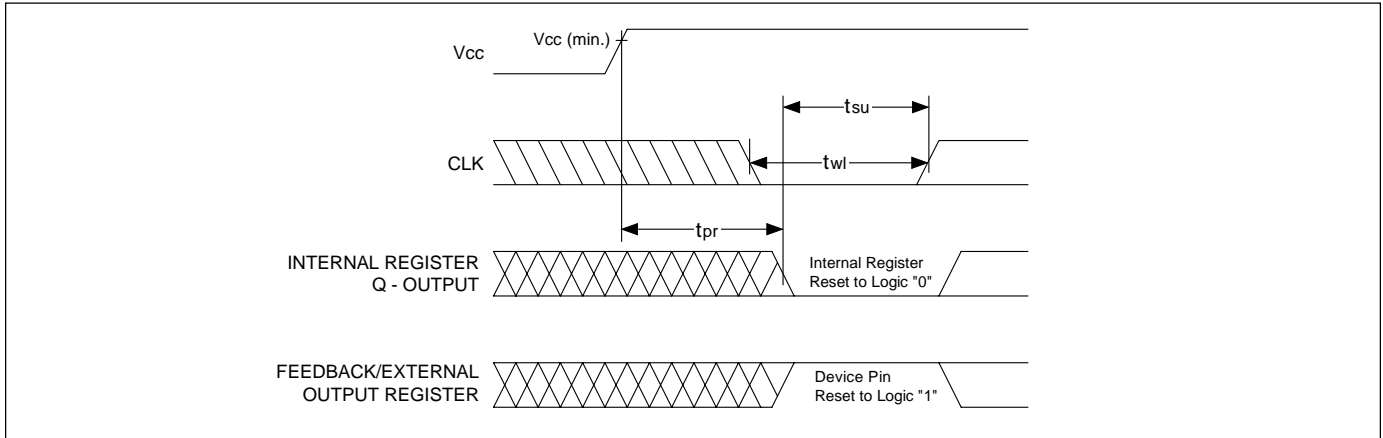 Vcc
Vcc (min.)
tsu
CLK
twl
tpr
INTERNAL REGISTER
Q - OUTPUT
Internal Register
Reset to Logic "0"
FEEDBACK/EXTERNAL
OUTPUT REGISTER
Device Pin
Reset to Logic "1"